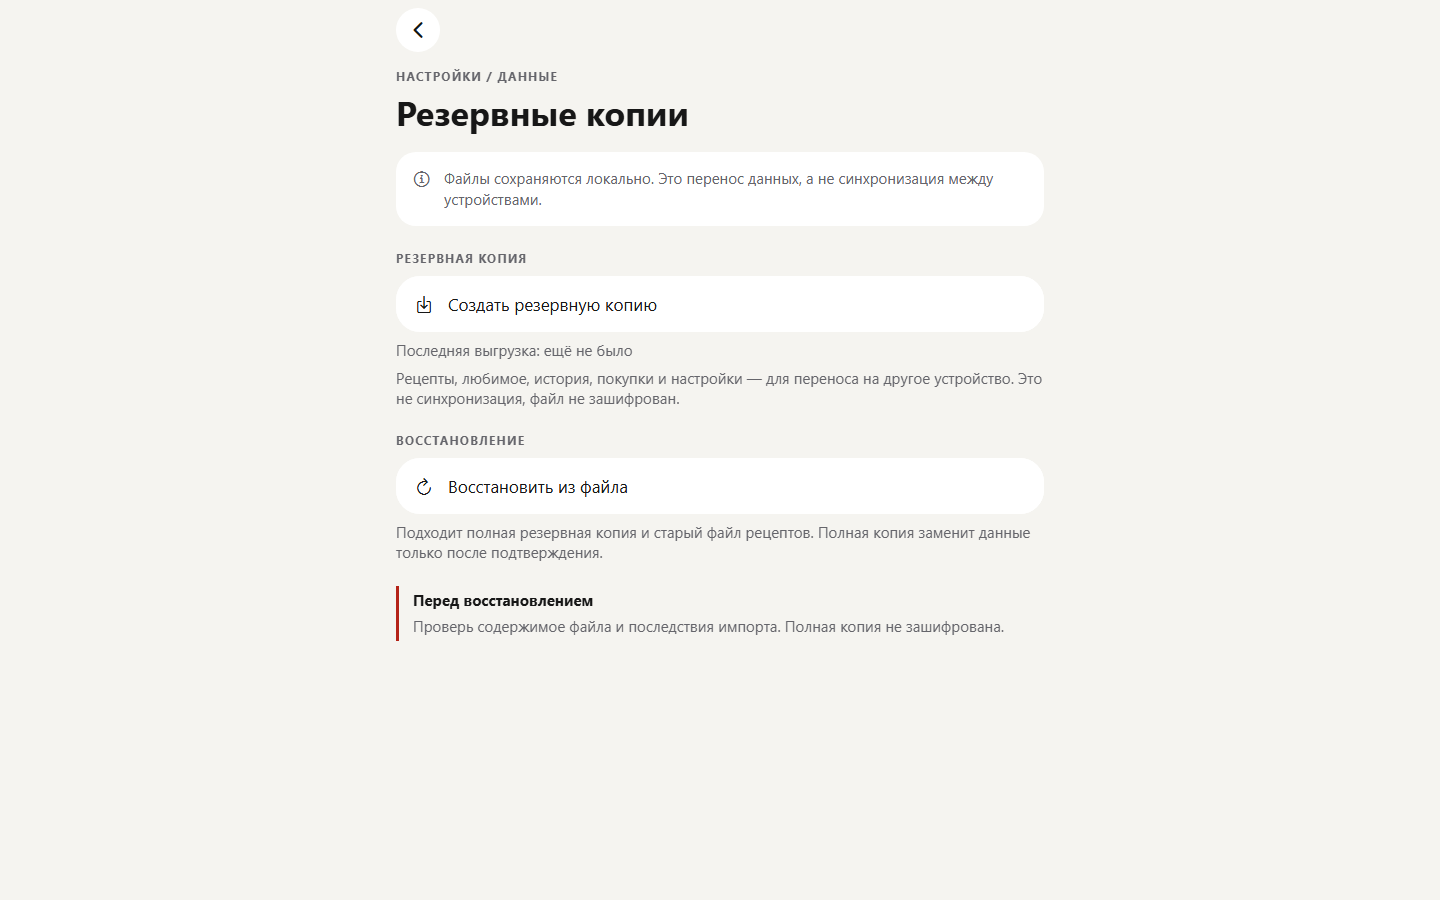 НАСТРОЙКИ / ДАННЫЕ
Резервные копии
Файлы сохраняются локально. Это перенос данных, а не синхронизация между
устройствами.
РЕЗЕРВНАЯ КОПИЯ
Создать резервную копию
Последняя выгрузка: ещё не было
Рецепты, любимое, история, покупки и настройки — для переноса на другое устройство. Это
не синхронизация, файл не зашифрован.
ВОССТАНОВЛЕНИЕ
Восстановить из файла
Подходит полная резервная копия и старый файл рецептов. Полная копия заменит данные
только после подтверждения.
Перед восстановлением
Проверь содержимое файла и последствия импорта. Полная копия не зашифрована.